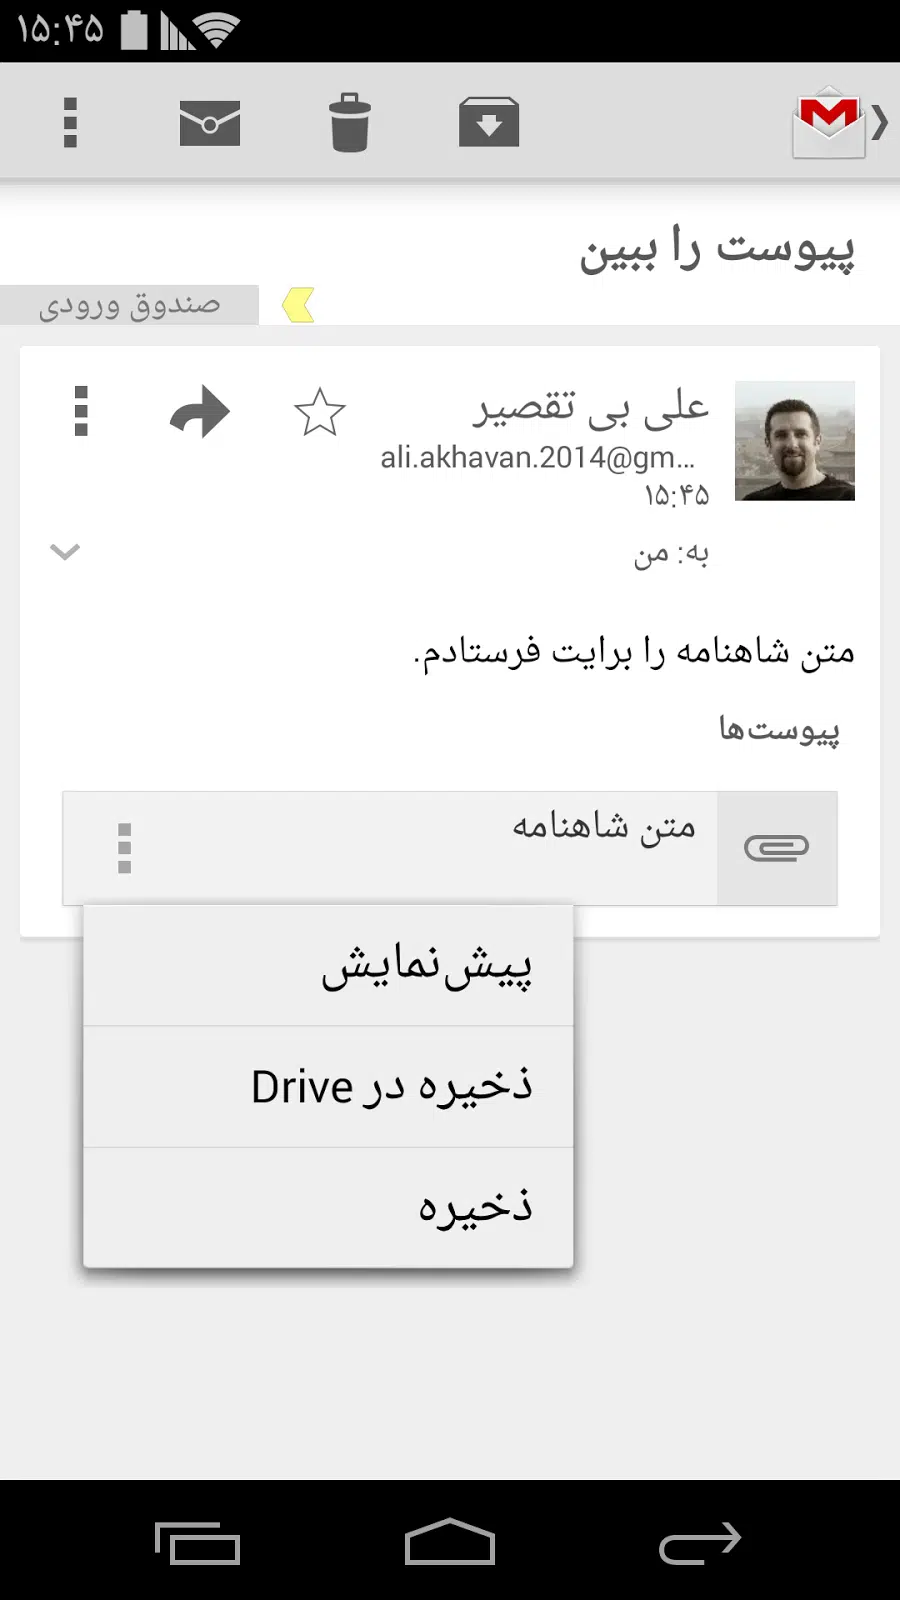 ۱۵:۴۵
پیوست را ببین
صندوق ورودی
علی بی تقصیر
ali.akhavan.2014@gm...
۱۵:۴۵
به: من
متن شاهنامه را برایت فرستادم.
پیوست‌ها
متن شاهنامه
پیش‌نمایش
ذخیره در Drive
ذخیره